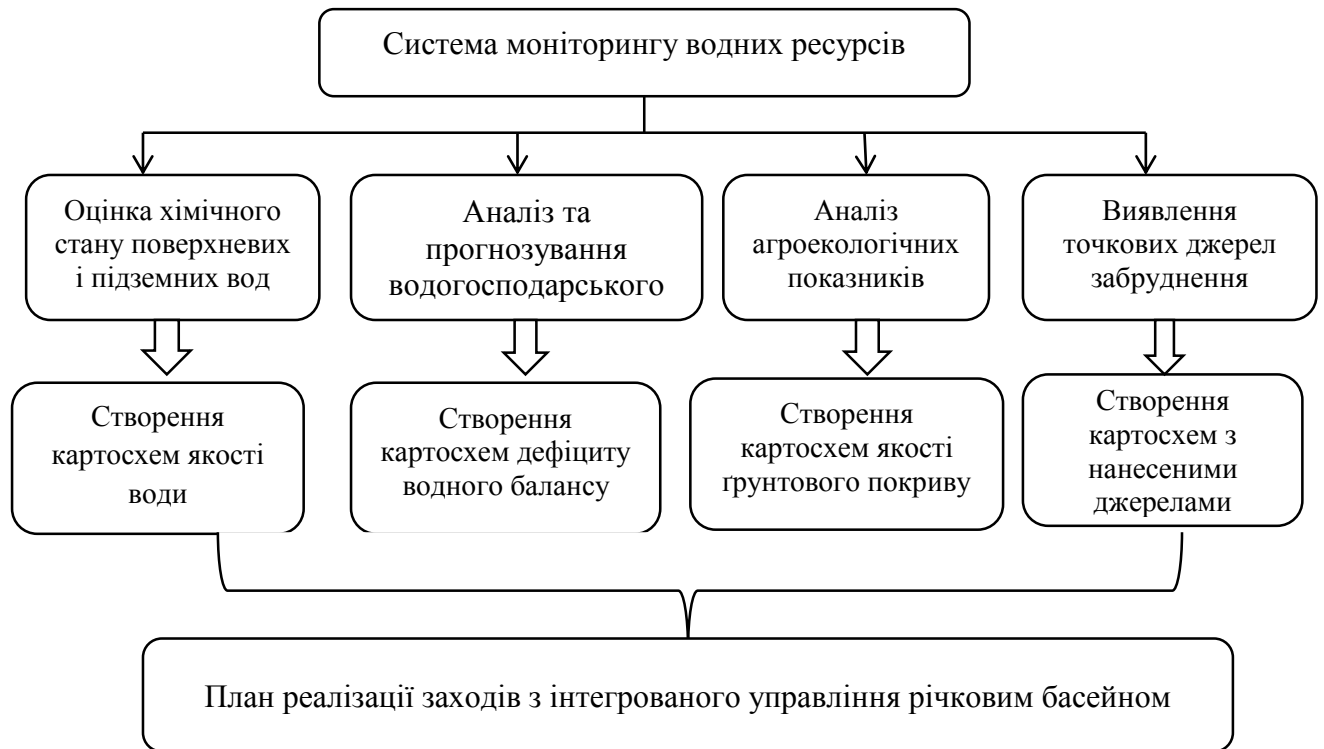 Система моніторингу водних ресурсів
Оцінка хімічного
стану поверхневих
і підземних вод
Аналіз та
прогнозування
водогосподарського
Аналіз
агроекологічних
показників
Виявлення
точкових джерел
забруднення
Створення
картосхем якості
води
Створення
картосхем дефіциту
водного балансу
Створення
картосхем якості
ґрунтового покриву
Створення
картосхем з
нанесеними
джерелами
План реалізації заходів з інтегрованого управління річковим басейном